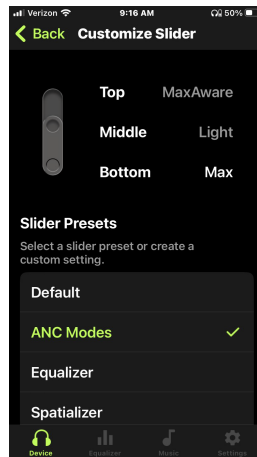 Verizon 9:16 AM 50%
Back Customize Slider
Top MaxAware
Middle Light
Bottom Max
Slider Presets
Select a slider preset or create a
custom setting.
Default
ANC Modes
Equalizer
Spatializer
Device Equalizer Music Settings